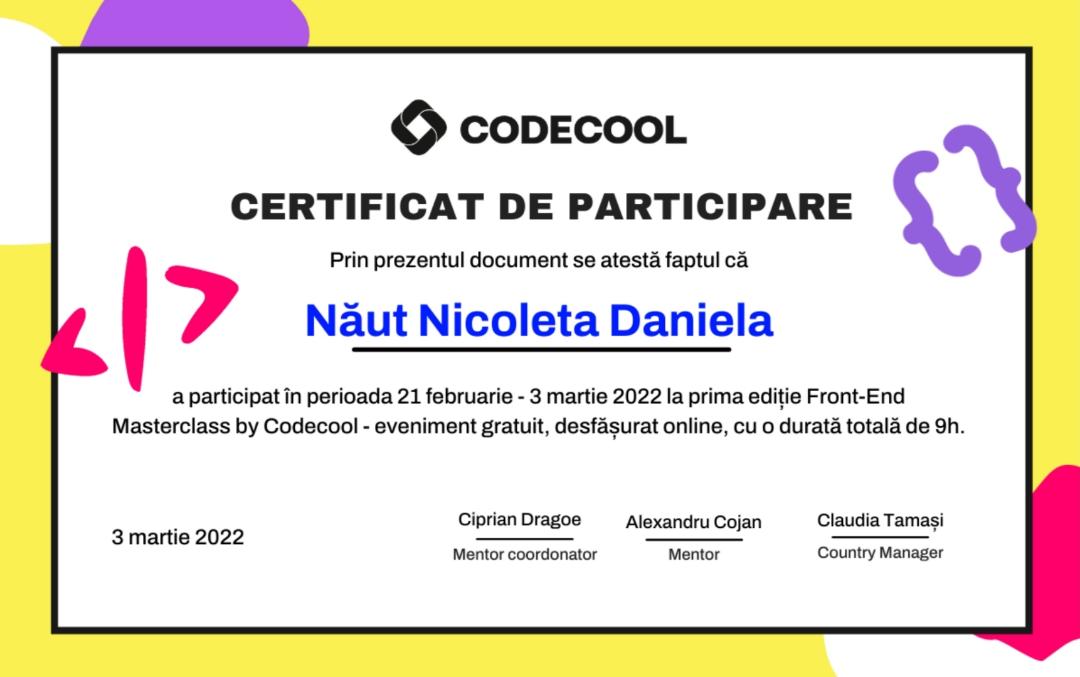 CODECOOL
CERTIFICAT DE PARTICIPARE
Prin prezentul document se atestă faptul că
Năut Nicoleta Daniela
a participat în perioada 21 februarie - 3 martie 2022 la prima ediție Front-End
Masterclass by Codecool - eveniment gratuit, desfășurat online, cu o durată totală de 9h.
3 martie 2022
Ciprian Dragoe
Mentor coordonator
Alexandru Cojan
Mentor
Claudia Tamași
Country Manager